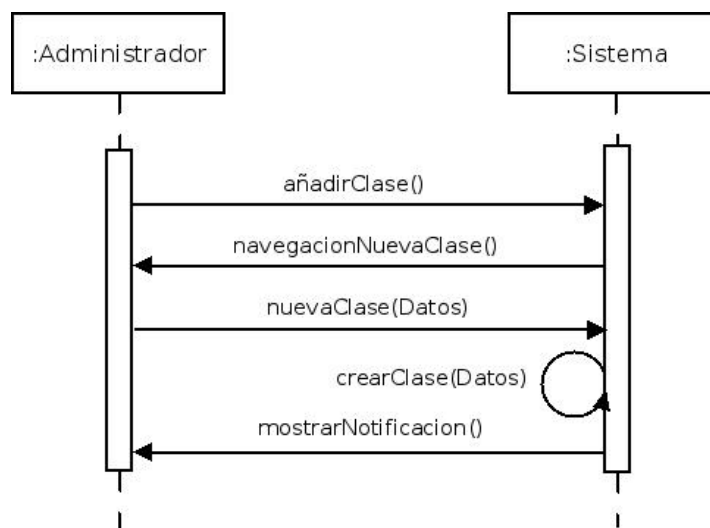 :Administrador
:Sistema
añadirClase()
navegacionNuevaClase()
nuevaClase(Datos)
crearClase(Datos)
mostrarNotificacion()